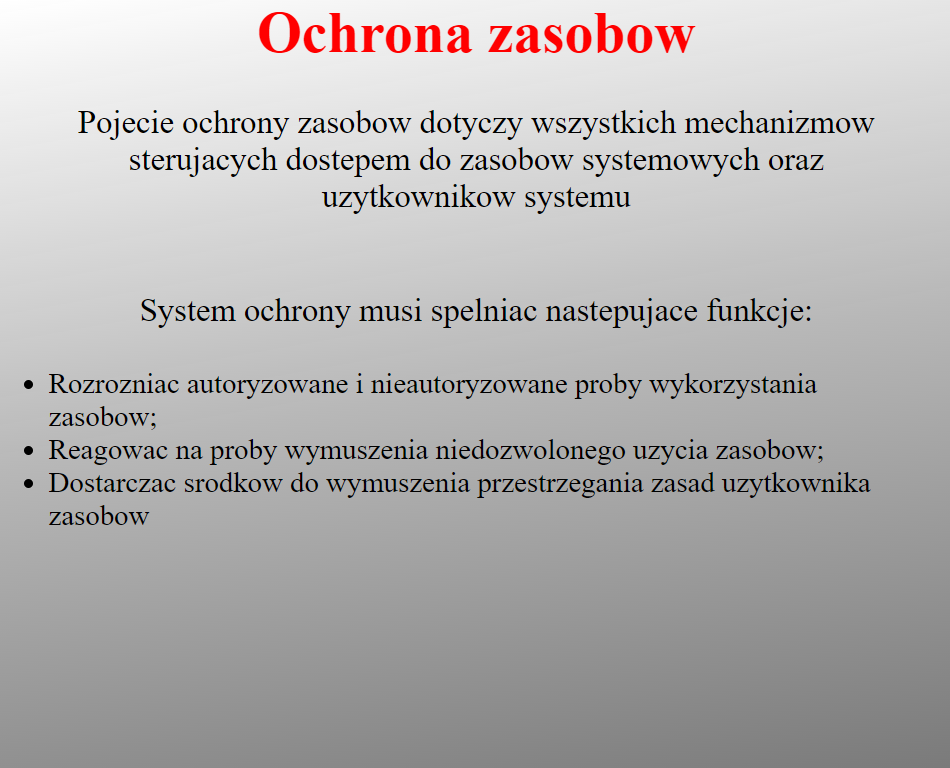 Ochrona zasobow
Pojecie ochrony zasobow dotyczy wszystkich mechanizmow
sterujacych dostepem do zasobow systemowych oraz
uzytkownikow systemu
System ochrony musi spelniac nastepujace funkcje:
• Rozrozniac autoryzowane i nieautoryzowane proby wykorzystania
zasobow;
• Reagowac na proby wymuszenia niedozwolonego uzycia zasobow;
• Dostarczac srodkow do wymuszenia przestrzegania zasad uzytkownika
zasobow